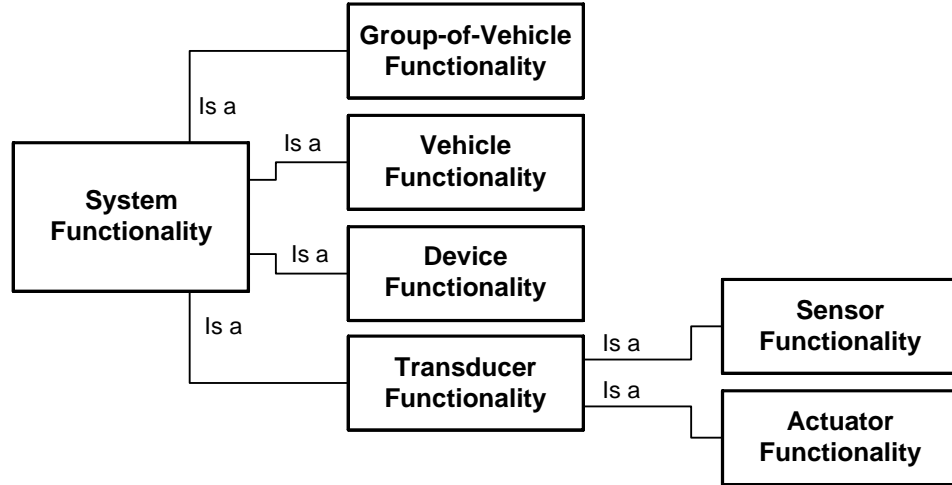 Group-of-Vehicle
Functionality
Is a
Is a
Vehicle
Functionality
System
Functionality
Is a
Device
Functionality
Is a
Transducer
Functionality
Is a
Sensor
Functionality
Is a
Actuator
Functionality